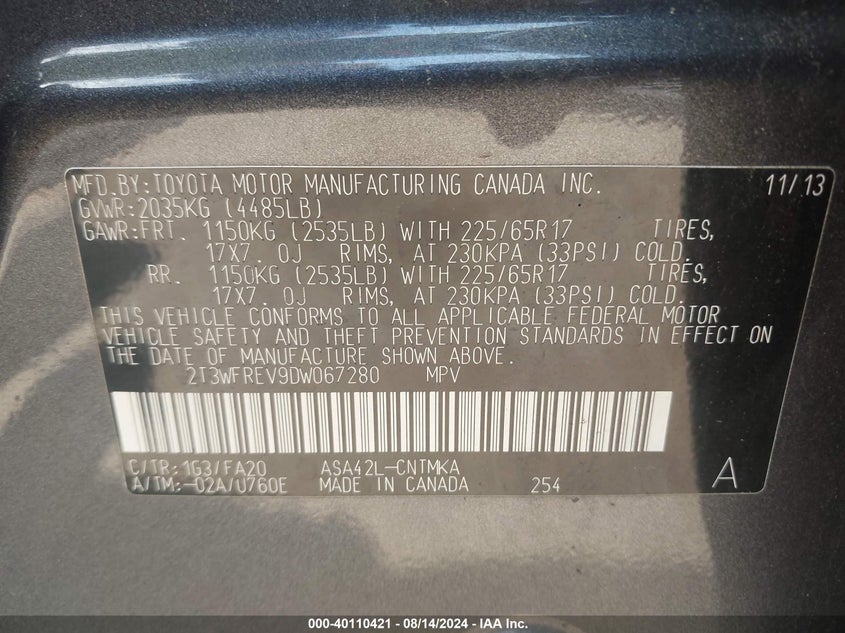 MFD.BY:TOYOTA MOTOR MANUFACTURING CANADA INC. 11/13
GVWR:2035KG (4485LB)
GAWR:FRT. 1150KG (2535LB) WITH 225/65R17 TIRES,
17X7.0J RIMS, AT 230KPA (33PSI) COLD.
RR. 1150KG (2535LB) WITH 225/65R17 TIRES,
17X7.0J RIMS, AT 230KPA (33PSI) COLD.
THIS VEHICLE CONFORMS TO ALL APPLICABLE FEDERAL MOTOR
VEHICLE SAFETY AND THEFT PREVENTION STANDARDS IN EFFECT ON
THE DATE OF MANUFACTURE SHOWN ABOVE.
2T3WFREV9DW067280 MPV
C/TR:1G3/FA20 ASA42L-CNTMKA A
A/TM:-02A/U760E MADE IN CANADA 254
000-40110421 - 08/14/2024 - IAA Inc.